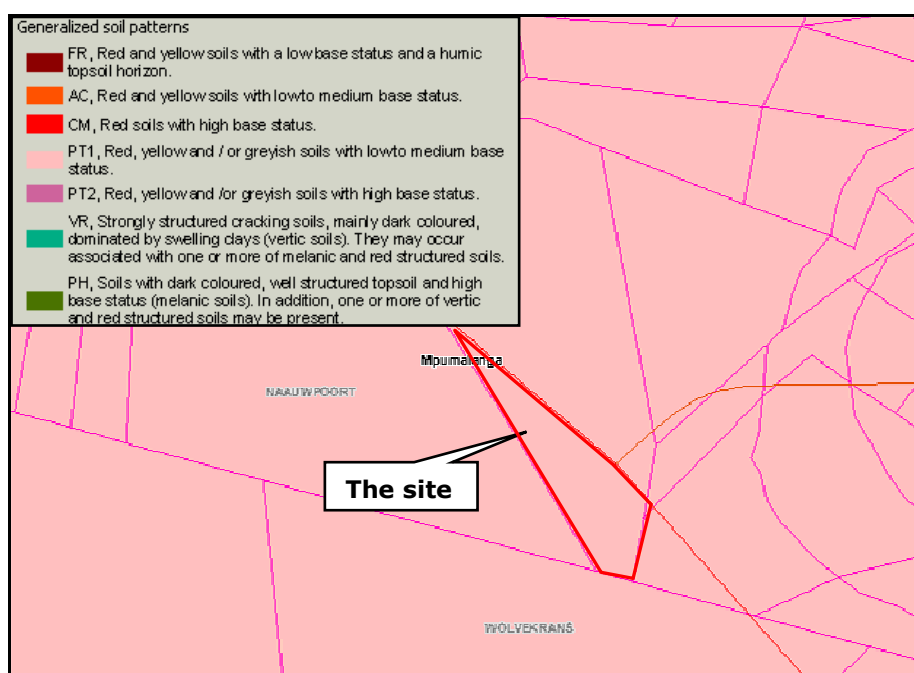 Generalized soil patterns
FR, Red and yellow soils with a low base status and a humic
topsoil horizon.
AC, Red and yellow soils with low to medium base status.
CM, Red soils with high base status.
PT1, Red, yellow and / or greyish soils with low to medium base
status.
PT2, Red, yellow and /or greyish soils with high base status.
VR, Strongly structured cracking soils, mainly dark coloured,
dominated by swelling clays (vertic soils). They may occur
associated with one or more of melanic and red structured soils.
PH, Soils with dark coloured, well structured topsoil and high
base status (melanic soils). In addition, one or more of vertic
and red structured soils may be present.
Mpumalanga
NAAUWPOORT
The site
WOLVEKRANS